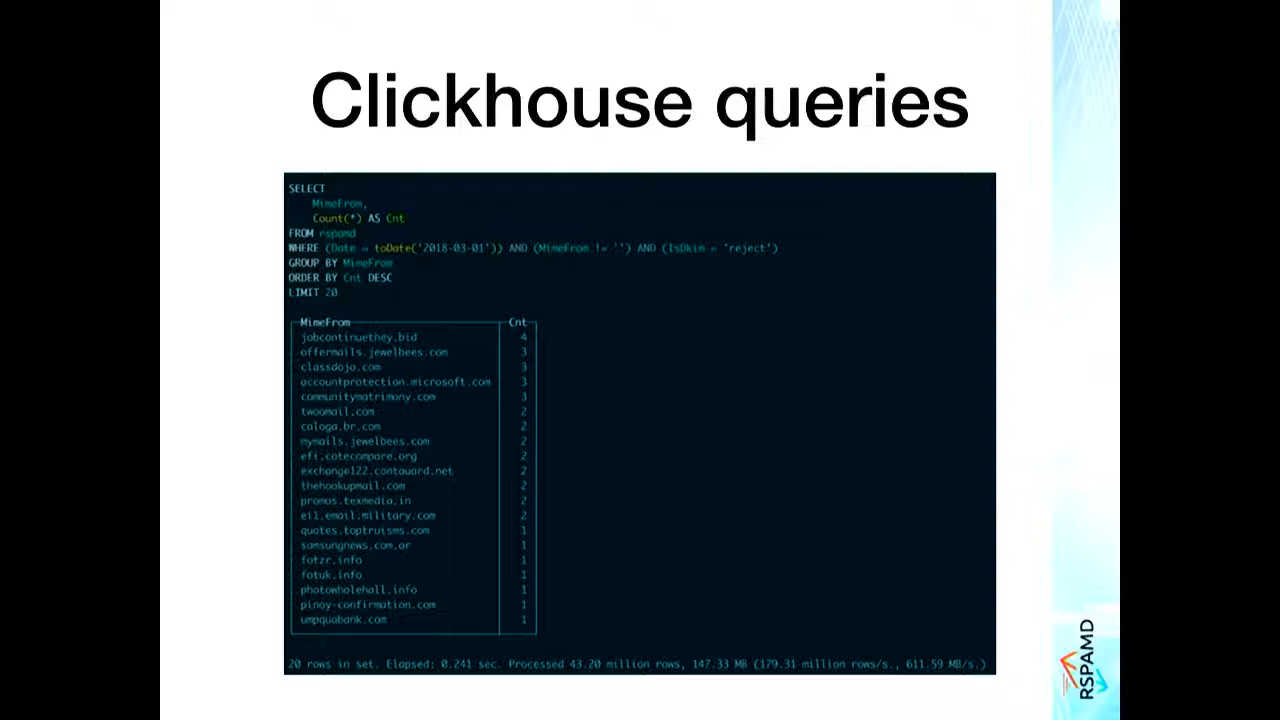 Clickhouse queries
SELECT
MimeFrom,
Count(*) AS Cnt
FROM rspamd
WHERE (Date = toDate('2018-03-01')) AND (MimeFrom != '') AND (IsDkim = 'reject')
GROUP BY MimeFrom
ORDER BY Cnt DESC
LIMIT 20
MimeFrom Cnt
jobcontinuethey.bid 4
offermails.jewelbees.com 3
classdojo.com 3
accountprotection.microsoft.com 3
communitymatrimony.com 3
twoomail.com 2
caloga.br.com 2
mymails.jewelbees.com 2
efi.catecompare.org 2
exchange122.contauard.net 2
thehookupmail.com 2
promos.texmedia.in 2
eil.email.military.com 2
quotes.toptruisms.com 1
samsungnews.com.ar 1
fotzr.info 1
fotuk.info 1
photowholehall.info 1
pinoy-confirmation.com 1
umpquabank.com 1
20 rows in set. Elapsed: 0.241 sec. Processed 43.20 million rows, 147.33 MB (179.31 million rows/s., 611.59 MB/s.)
RSPAMD